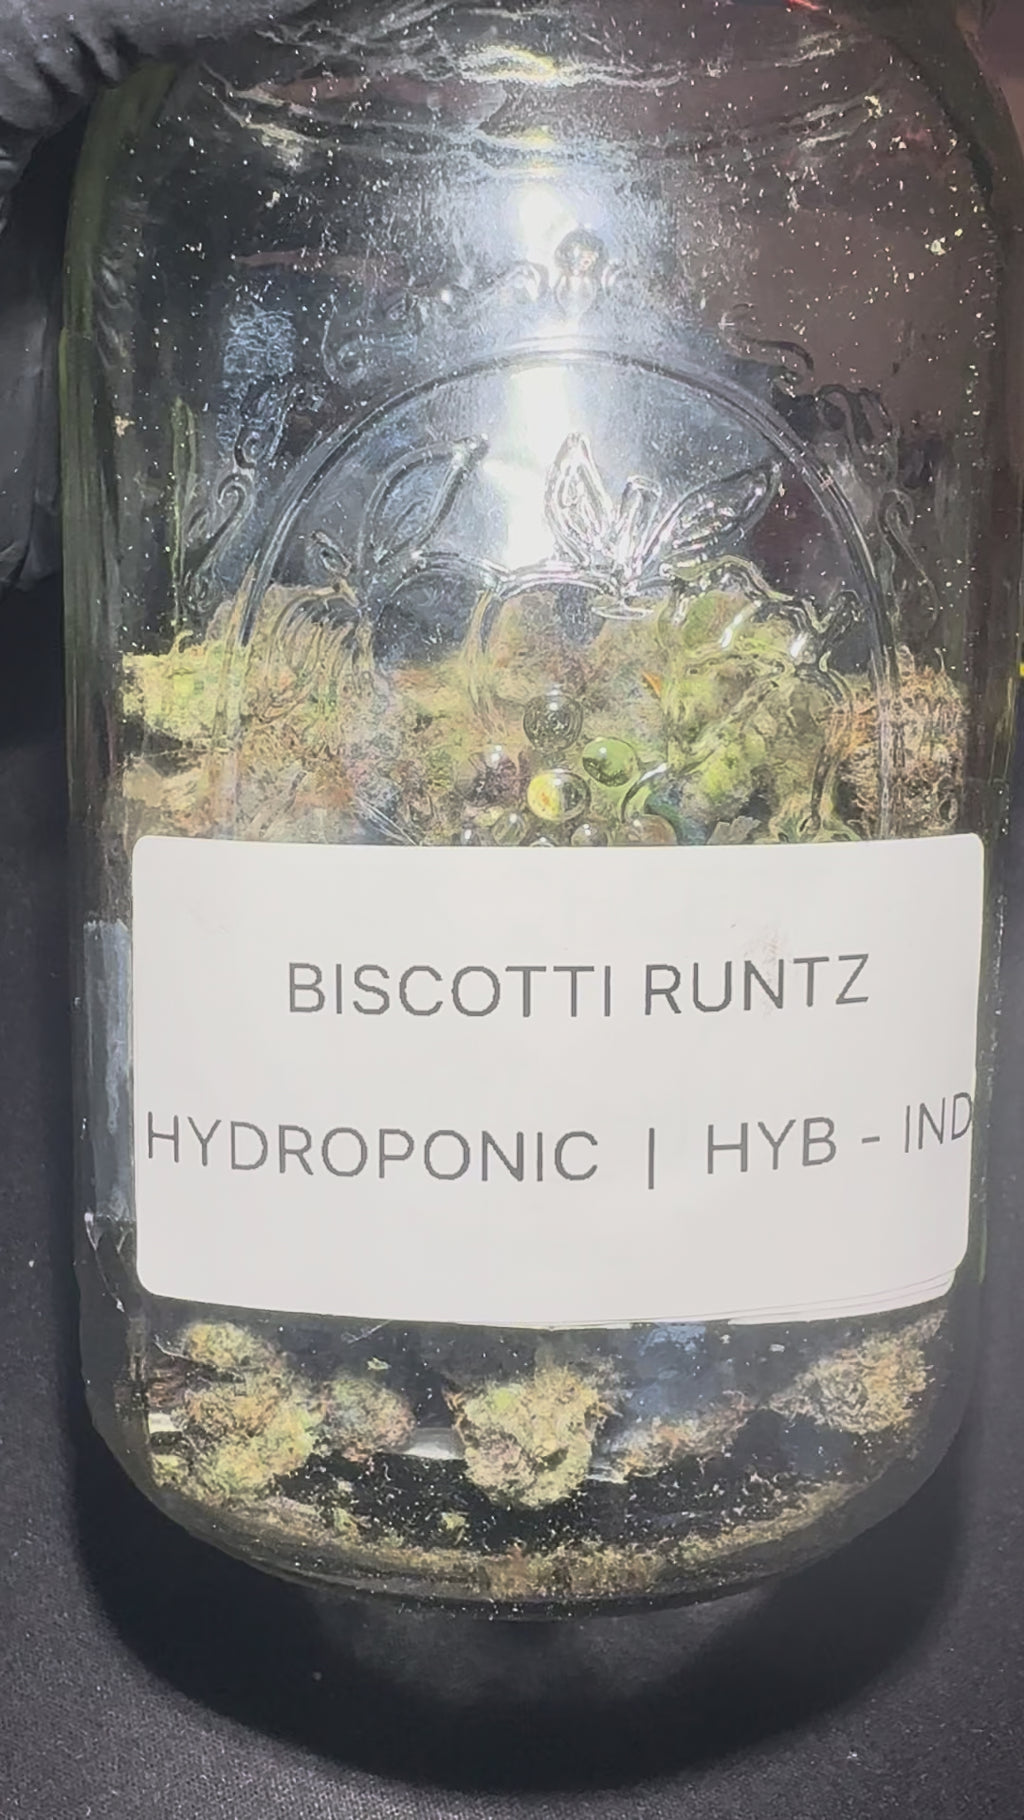 BISCOTTI RUNTZ
HYDROPONIC | HYB - IND